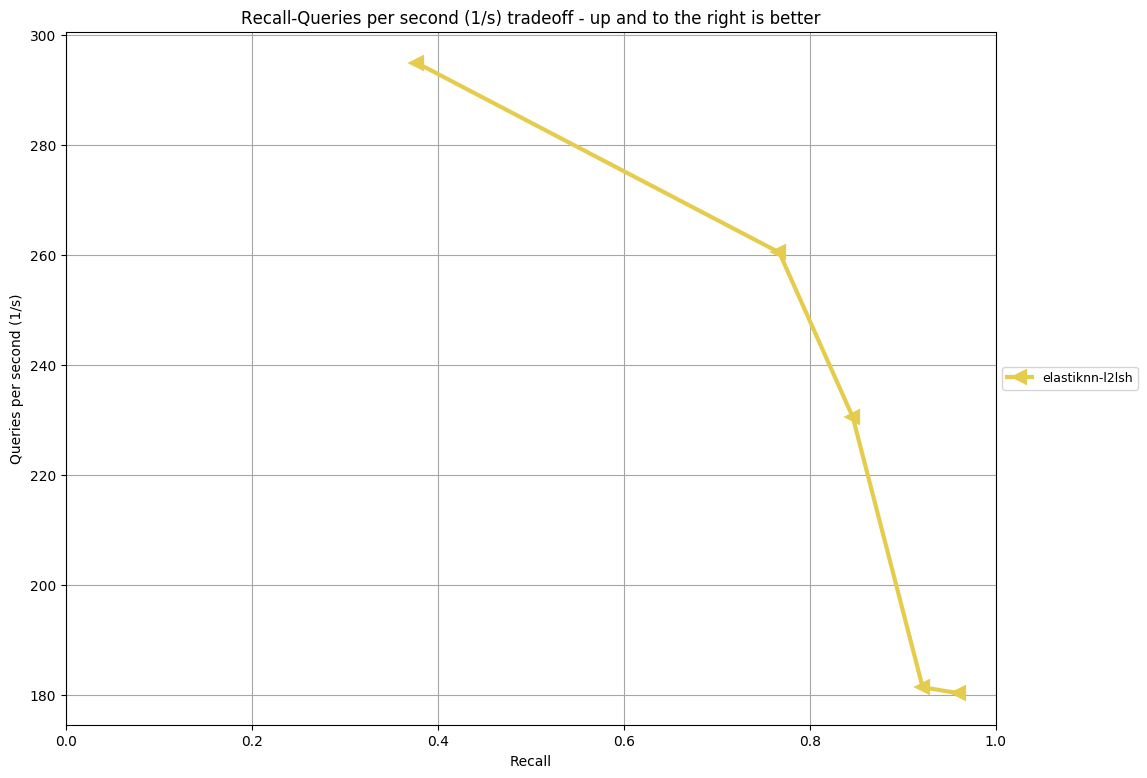 Recall-Queries per second (1/s) tradeoff - up and to the right is better
300
280
260
240
220
200
180
Queries per second (1/s)
0.0 0.2 0.4 0.6 0.8 1.0
Recall
elastiknn-l2lsh